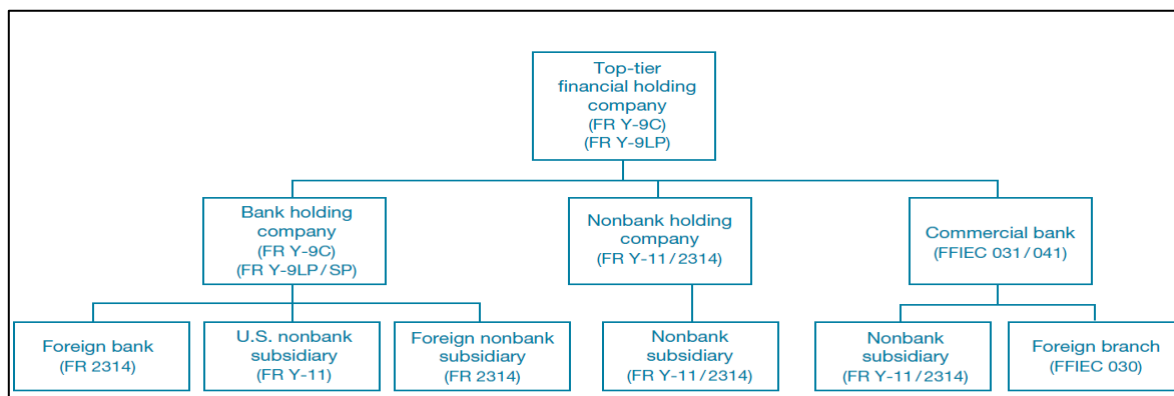 Top-tier
financial holding
company
(FR Y-9C)
(FR Y-9LP)
Bank holding
company
(FR Y-9C)
(FR Y-9LP/SP)
Nonbank holding
company
(FR Y-11/2314)
Commercial bank
(FFIEC 031/041)
Foreign bank
(FR 2314)
U.S. nonbank
subsidiary
(FR Y-11)
Foreign nonbank
subsidiary
(FR 2314)
Nonbank
subsidiary
(FR Y-11/2314)
Nonbank
subsidiary
(FR Y-11/2314)
Foreign branch
(FFIEC 030)